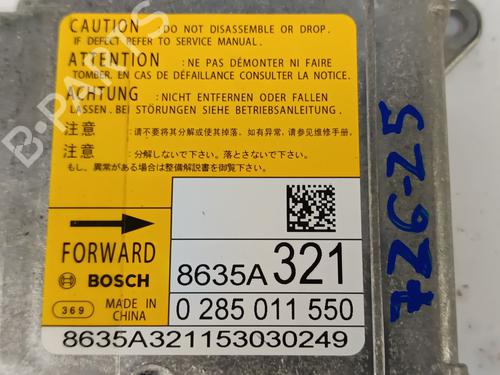 CAUTION : DO NOT DISASSEMBLE OR DROP.
IF DEFECT REFER TO SERVICE MANUAL.
ATTENTION : NE PAS DÉMONTER NI FAIRE
TOMBER. EN CAS DE DÉFAILLANCE CONSULTER LA NOTICE.
ACHTUNG : NICHT ENTFERNEN ODER FALLEN
LASSEN. BEI STÖRUNGEN SIEHE BETRIEBSANLEITUNG.
注意 : 请不要将其分解或使其掉落。如有异常，请参见维修手册.
注意 : 分解しないで下さい。落とさないで下さい。
もし、異常がある場合は整備解説書を御覧下さい。
FORWARD
BOSCH
8635A 321
369
MADE IN
CHINA
0 285 011 550
8635A321153030249
726-25
B-PARTS